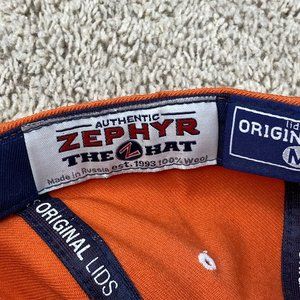 AUTHENTIC
ZEPHYR
THE Z HAT
Made in Russia est. 1993 100% Wool
ORIGIN
ORIGINAL LIDS